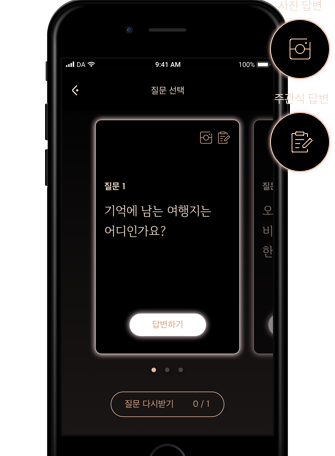 사진 답변
DA
9:41 AM
100%
질문 선택
주관식 답변
질문 1
기억에 남는 여행지는
어디인가요?
답변하기
오
비
한
질문 다시받기 0 / 1